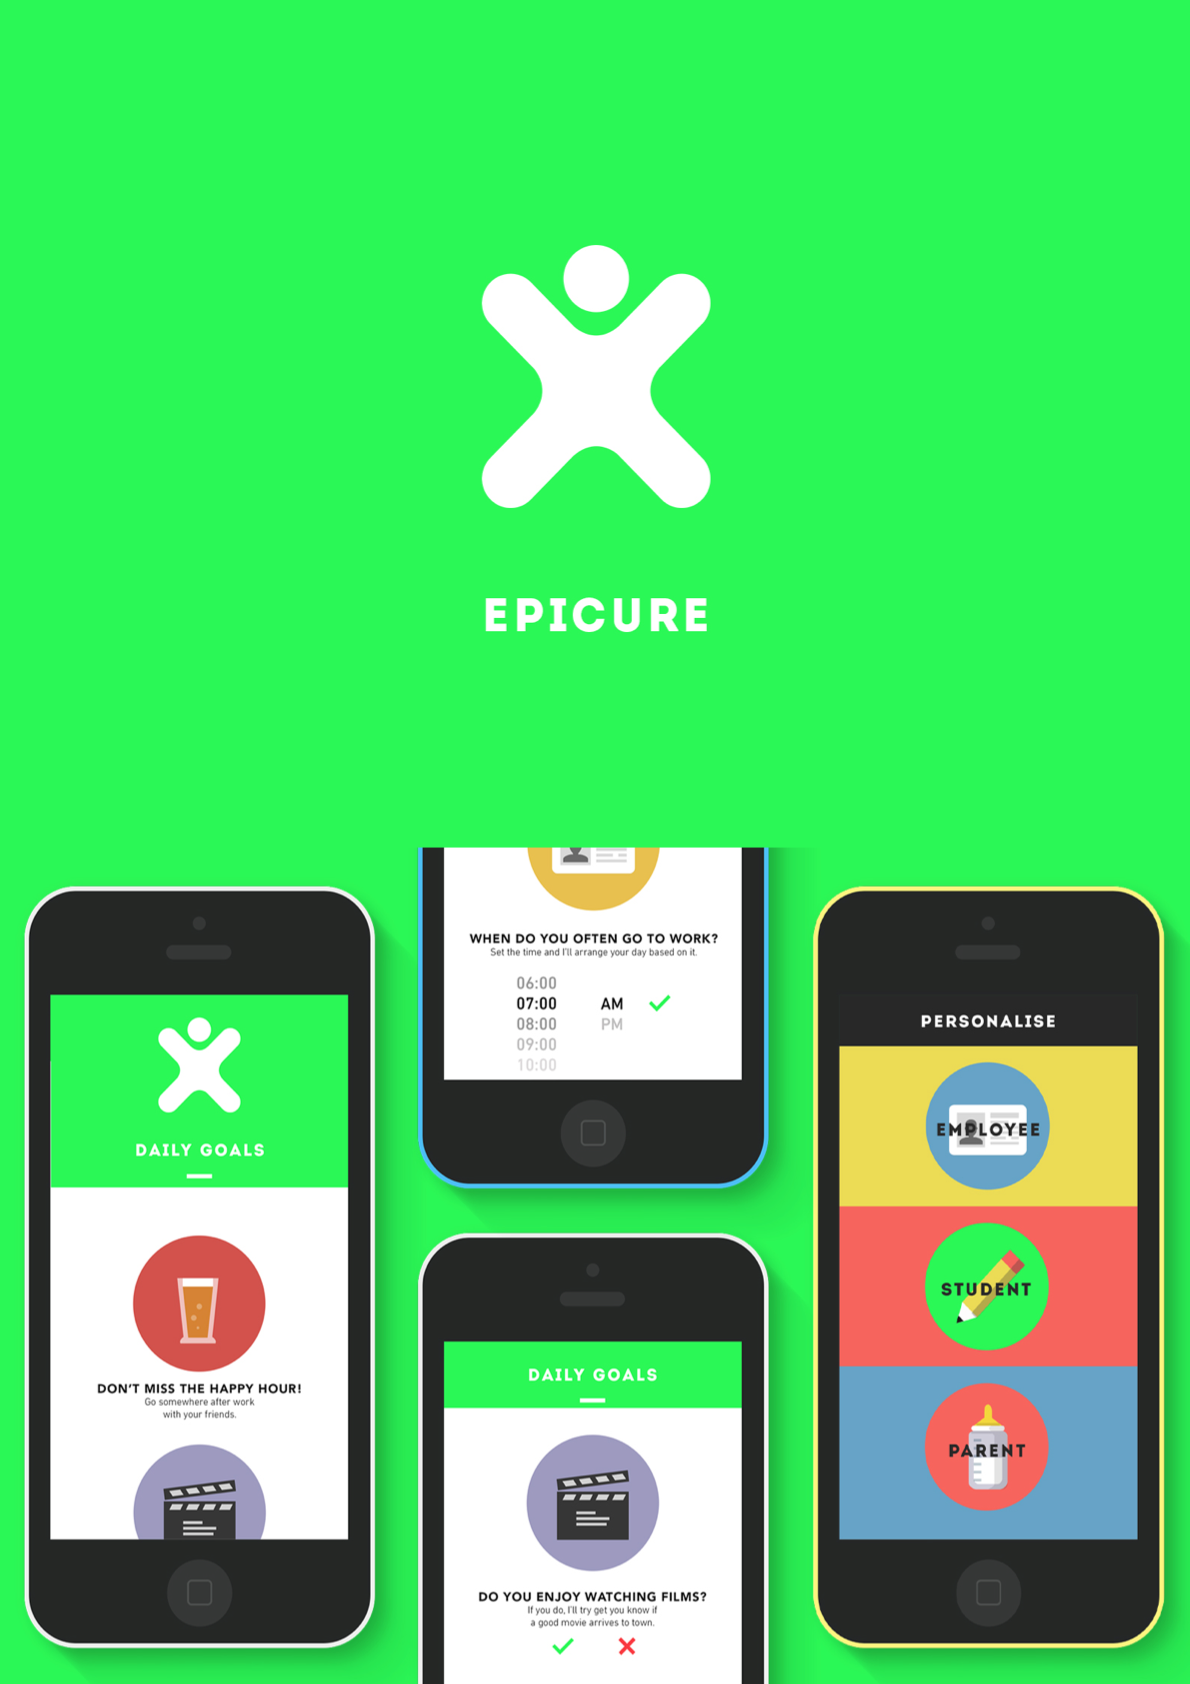 EPICURE
DAILY GOALS
DON'T MISS THE HAPPY HOUR!
Go somewhere after work
with your friends.
WHEN DO YOU OFTEN GO TO WORK?
Set the time and I'll arrange your day based on it.
06:00
07:00 AM
08:00 PM
09:00
10:00
DAILY GOALS
DO YOU ENJOY WATCHING FILMS?
If you do, I'll try get you know if
a good movie arrives to town.
PERSONALISE
EMPLOYEE
STUDENT
PARENT